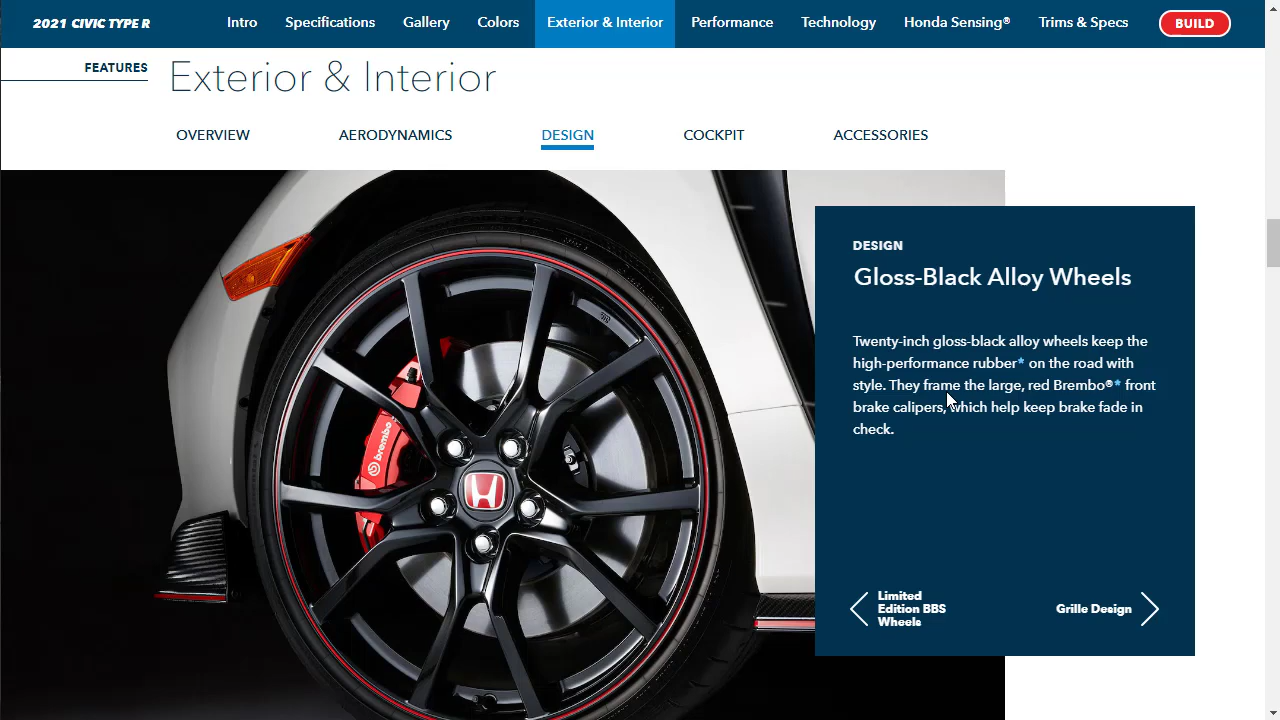 2021 CIVIC TYPE R
Intro
Specifications
Gallery
Colors
Exterior & Interior
Performance
Technology
Honda Sensing®
Trims & Specs
BUILD
FEATURES
Exterior & Interior
OVERVIEW
AERODYNAMICS
DESIGN
COCKPIT
ACCESSORIES
brembo
DESIGN
Gloss-Black Alloy Wheels
Twenty-inch gloss-black alloy wheels keep the
high-performance rubber* on the road with
style. They frame the large, red Brembo®* front
brake calipers, which help keep brake fade in
check.
Limited
Edition BBS
Wheels
Grille Design